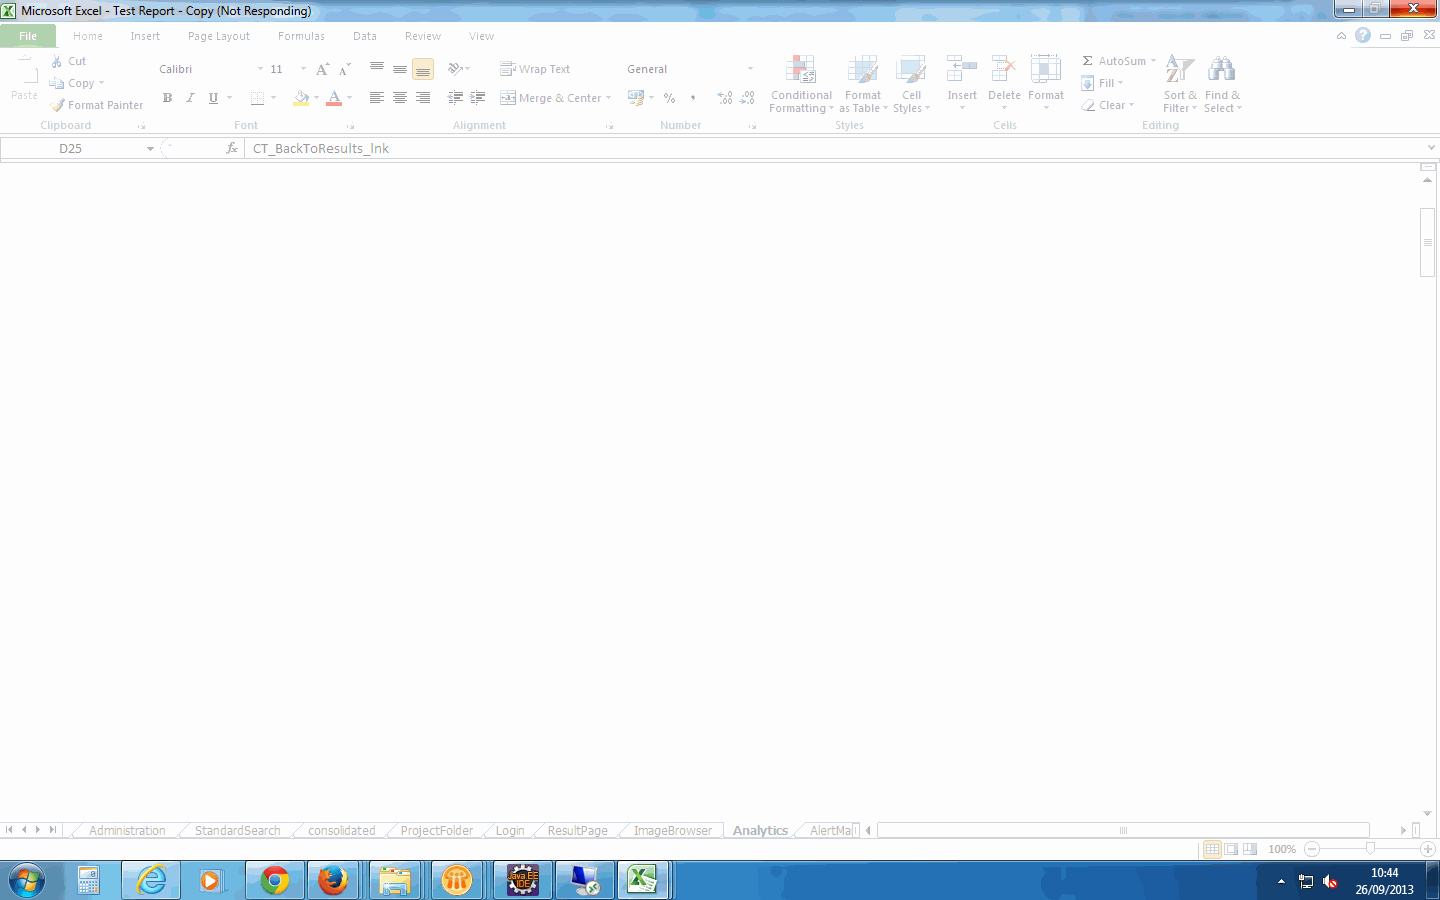 Microsoft Excel - Test Report - Copy (Not Responding)
File Home Insert Page Layout Formulas Data Review View
Cut
Copy
Format Painter
Paste
Clipboard
Calibri 11
B I U
Font
Wrap Text
Merge & Center
Alignment
General
%
Number
Conditional Formatting
Format as Table
Cell Styles
Styles
Insert Delete Format
Cells
Σ AutoSum
Fill
Clear
Sort & Filter
Find & Select
Editing
D25 fx CT_BackToResults_lnk
Administration StandardSearch consolidated ProjectFolder Login ResultPage ImageBrowser Analytics AlertMa
100%
Java EE
IDE
10:44
26/09/2013